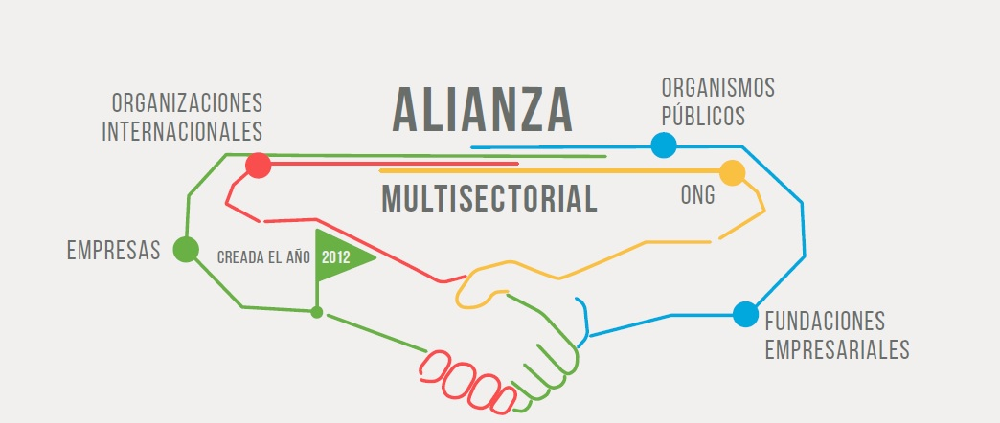 ORGANIZACIONES
INTERNACIONALES
ALIANZA
MULTISECTORIAL
ORGANISMOS
PÚBLICOS
ONG
EMPRESAS
CREADA EL AÑO 2012
FUNDACIONES
EMPRESARIALES